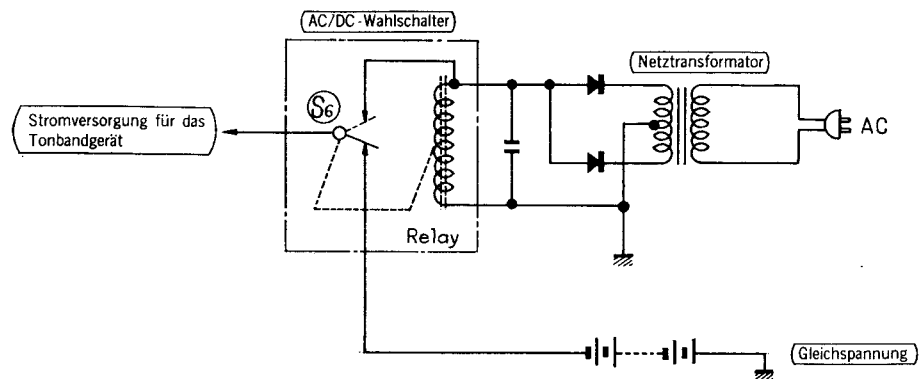 AC/DC-Wahlschalter
Netztransformator
S6
Stromversorgung für das
Tonbandgerät
AC
Relay
Gleichspannung